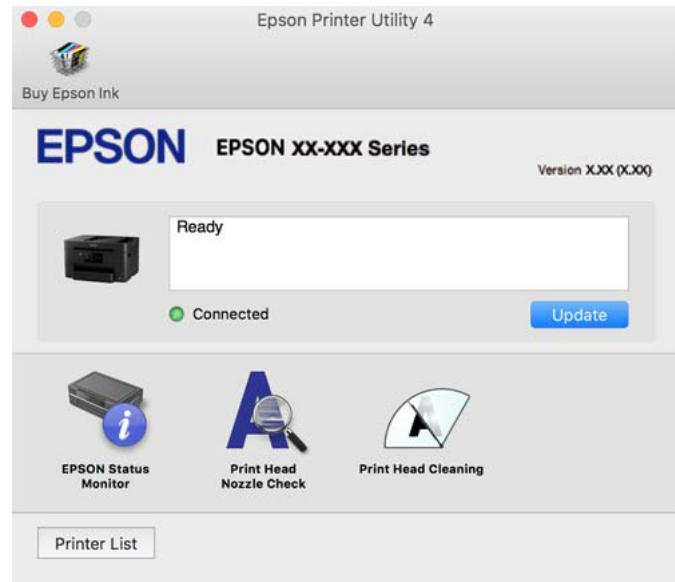 Epson Printer Utility 4
Buy Epson Ink
EPSON
EPSON XX-XXX Series
Version X.XX (X.XX)
Ready
Connected
Update
EPSON Status
Monitor
Print Head
Nozzle Check
Print Head Cleaning
Printer List